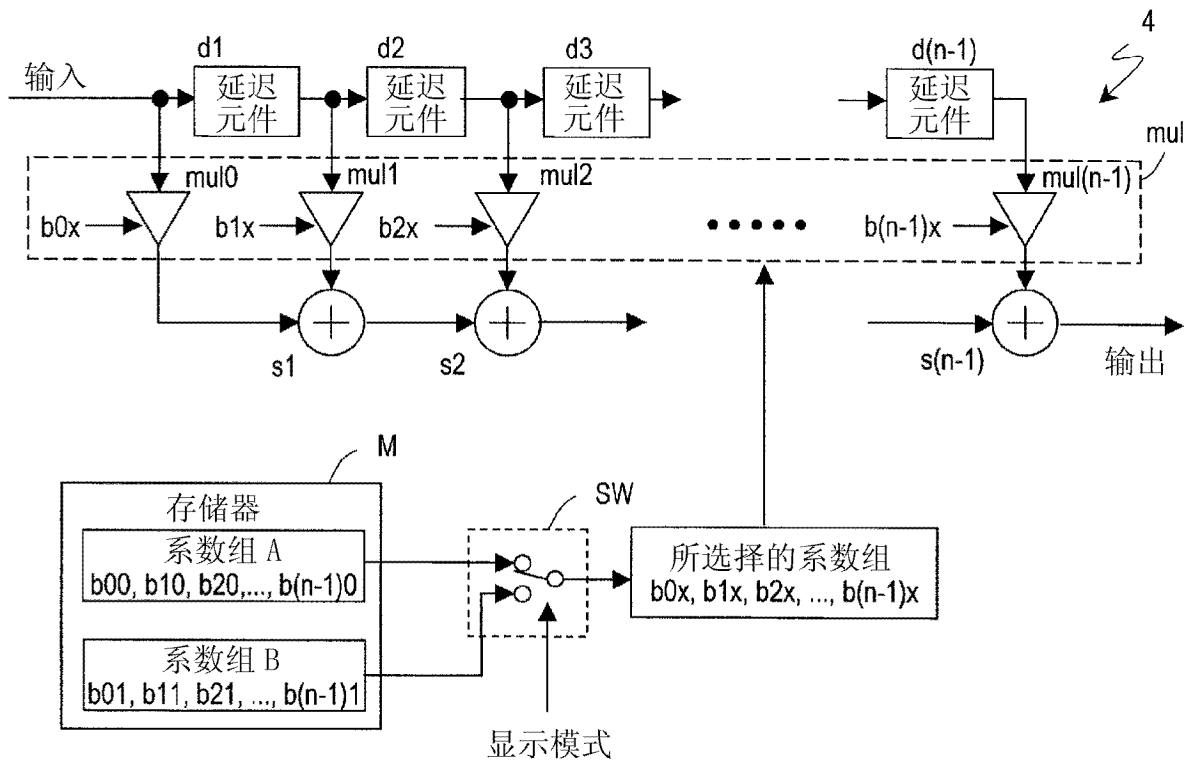 4
d1
d2
d3
d(n-1)
输入
延迟
元件
延迟
元件
延迟
元件
延迟
元件
mul
mul0
mul1
mul2
mul(n-1)
b0x
b1x
b2x
b(n-1)x
s1
s2
s(n-1)
输出
M
存储器
系数组 A
b00, b10, b20,..., b(n-1)0
系数组 B
b01, b11, b21, ..., b(n-1)1
SW
所选择的系数组
b0x, b1x, b2x, ..., b(n-1)x
显示模式